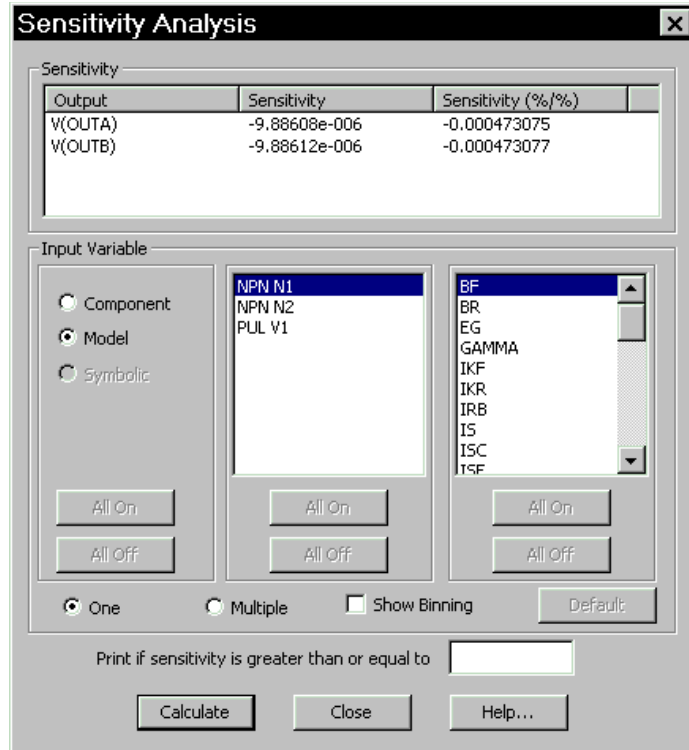 Sensitivity Analysis
Sensitivity
Output Sensitivity Sensitivity (%/%)
V(OUTA) -9.88608e-006 -0.000473075
V(OUTB) -9.88612e-006 -0.000473077
Input Variable
Component
Model
Symbolic
All On
All Off
NPN N1
NPN N2
PUL V1
All On
All Off
BF
BR
EG
GAMMA
IKF
IKR
IRB
IS
ISC
ISE
All On
All Off
One Multiple Show Binning Default
Print if sensitivity is greater than or equal to
Calculate Close Help...